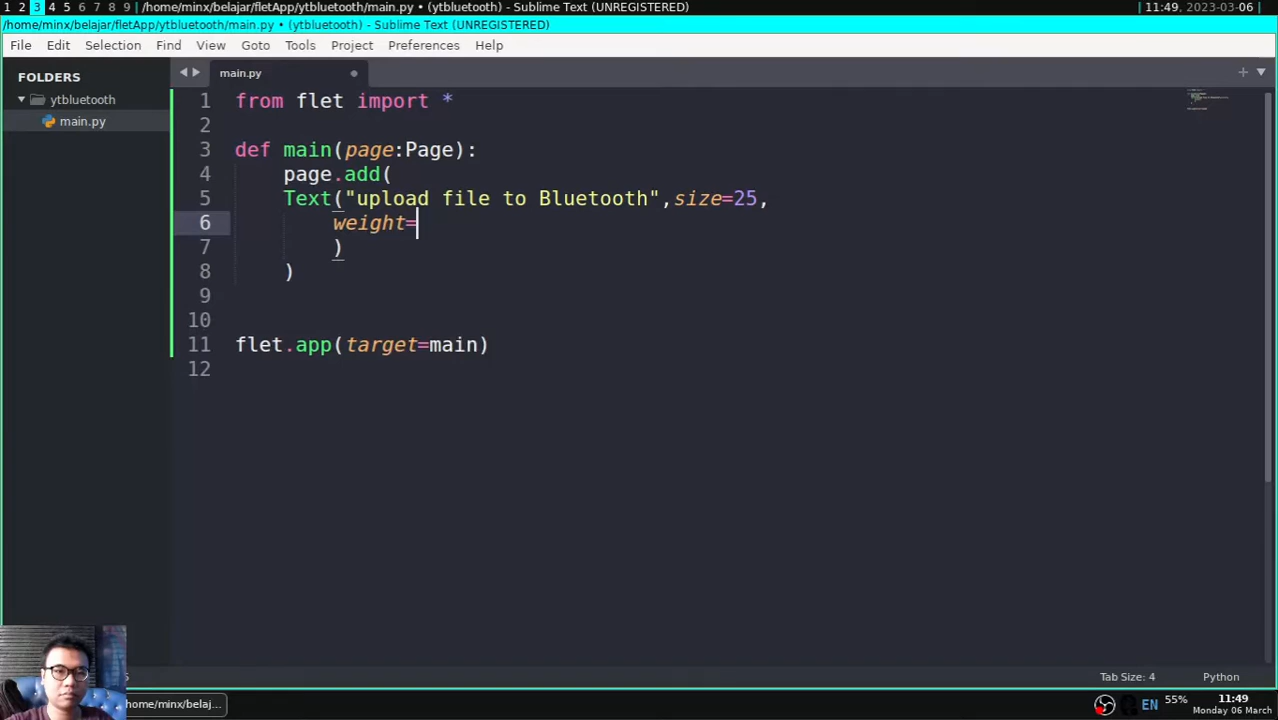 1 2 3 4 5 6 7 8 9 /home/minx/belajar/fletApp/ytbluetooth/main.py • (ytbluetooth) - Sublime Text (UNREGISTERED) 11:49, 2023-03-06
/home/minx/belajar/fletApp/ytbluetooth/main.py • (ytbluetooth) - Sublime Text (UNREGISTERED)
File Edit Selection Find View Goto Tools Project Preferences Help
FOLDERS
ytbluetooth
main.py
main.py
1 from flet import *
2
3 def main(page:Page):
4 page.add(
5 Text("upload file to Bluetooth",size=25,
6 weight=
7 )
8 )
9
10
11 flet.app(target=main)
12
Tab Size: 4 Python
/home/minx/belaj... EN 55% 11:49
Monday 06 March